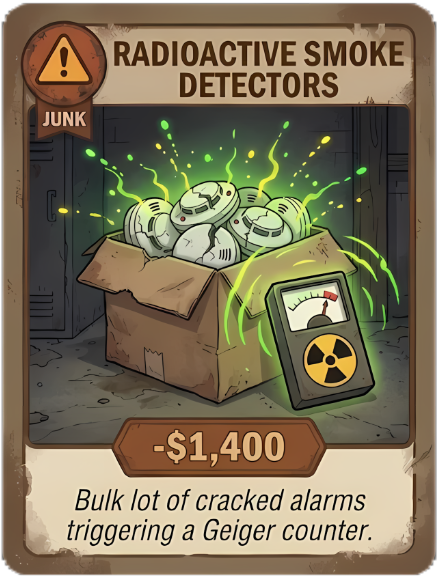 RADIOACTIVE SMOKE
DETECTORS
JUNK
-$1,400
Bulk lot of cracked alarms
triggering a Geiger counter.